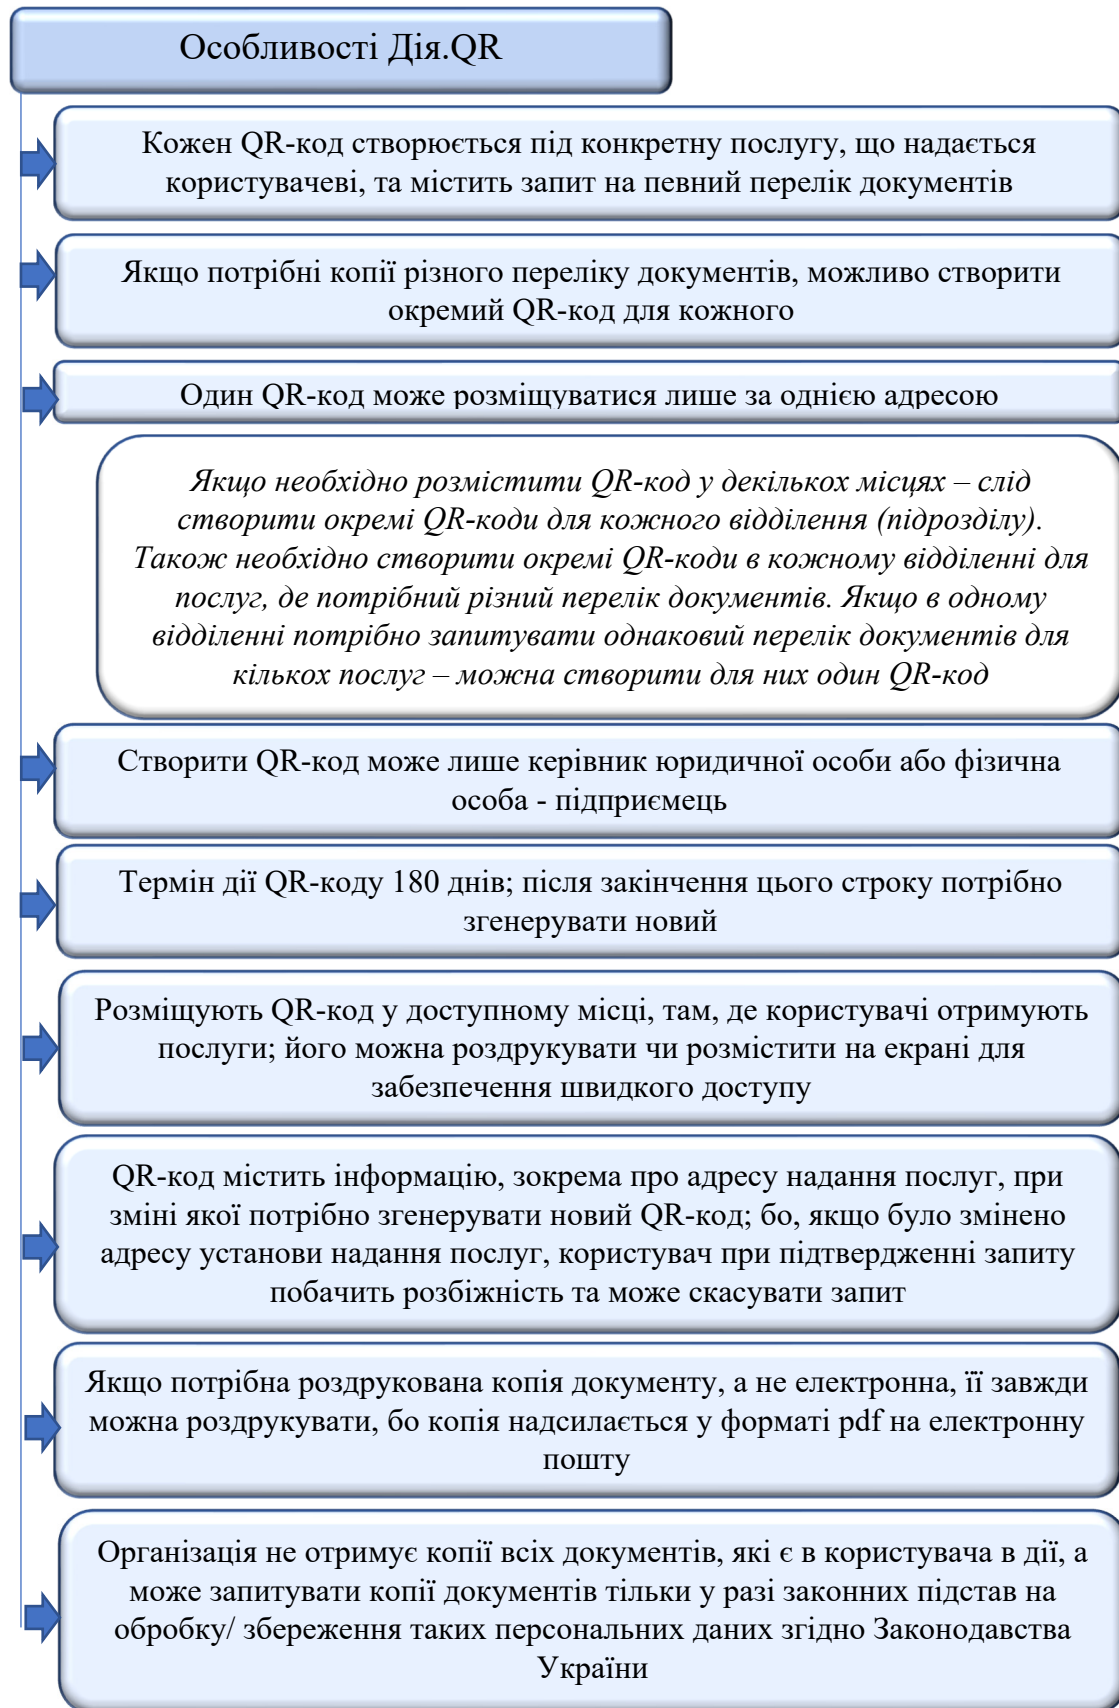 Особливості Дія.QR
Кожен QR-код створюється під конкретну послугу, що надається
користувачеві, та містить запит на певний перелік документів
Якщо потрібні копії різного переліку документів, можливо створити
окремий QR-код для кожного
Один QR-код може розміщуватися лише за однією адресою
Якщо необхідно розмістити QR-код у декількох місцях – слід
створити окремі QR-коди для кожного відділення (підрозділу).
Також необхідно створити окремі QR-коди в кожному відділенні для
послуг, де потрібний різний перелік документів. Якщо в одному
відділенні потрібно запитувати однаковий перелік документів для
кількох послуг – можна створити для них один QR-код
Створити QR-код може лише керівник юридичної особи або фізична
особа - підприємець
Термін дії QR-коду 180 днів; після закінчення цього строку потрібно
згенерувати новий
Розміщують QR-код у доступному місці, там, де користувачі отримують
послуги; його можна роздрукувати чи розмістити на екрані для
забезпечення швидкого доступу
QR-код містить інформацію, зокрема про адресу надання послуг, при
зміні якої потрібно згенерувати новий QR-код; бо, якщо було змінено
адресу установи надання послуг, користувач при підтвердженні запиту
побачить розбіжність та може скасувати запит
Якщо потрібна роздрукована копія документу, а не електронна, її завжди
можна роздрукувати, бо копія надсилається у форматі pdf на електронну
пошту
Організація не отримує копії всіх документів, які є в користувача в дії, а
може запитувати копії документів тільки у разі законних підстав на
обробку/ збереження таких персональних даних згідно Законодавства
України